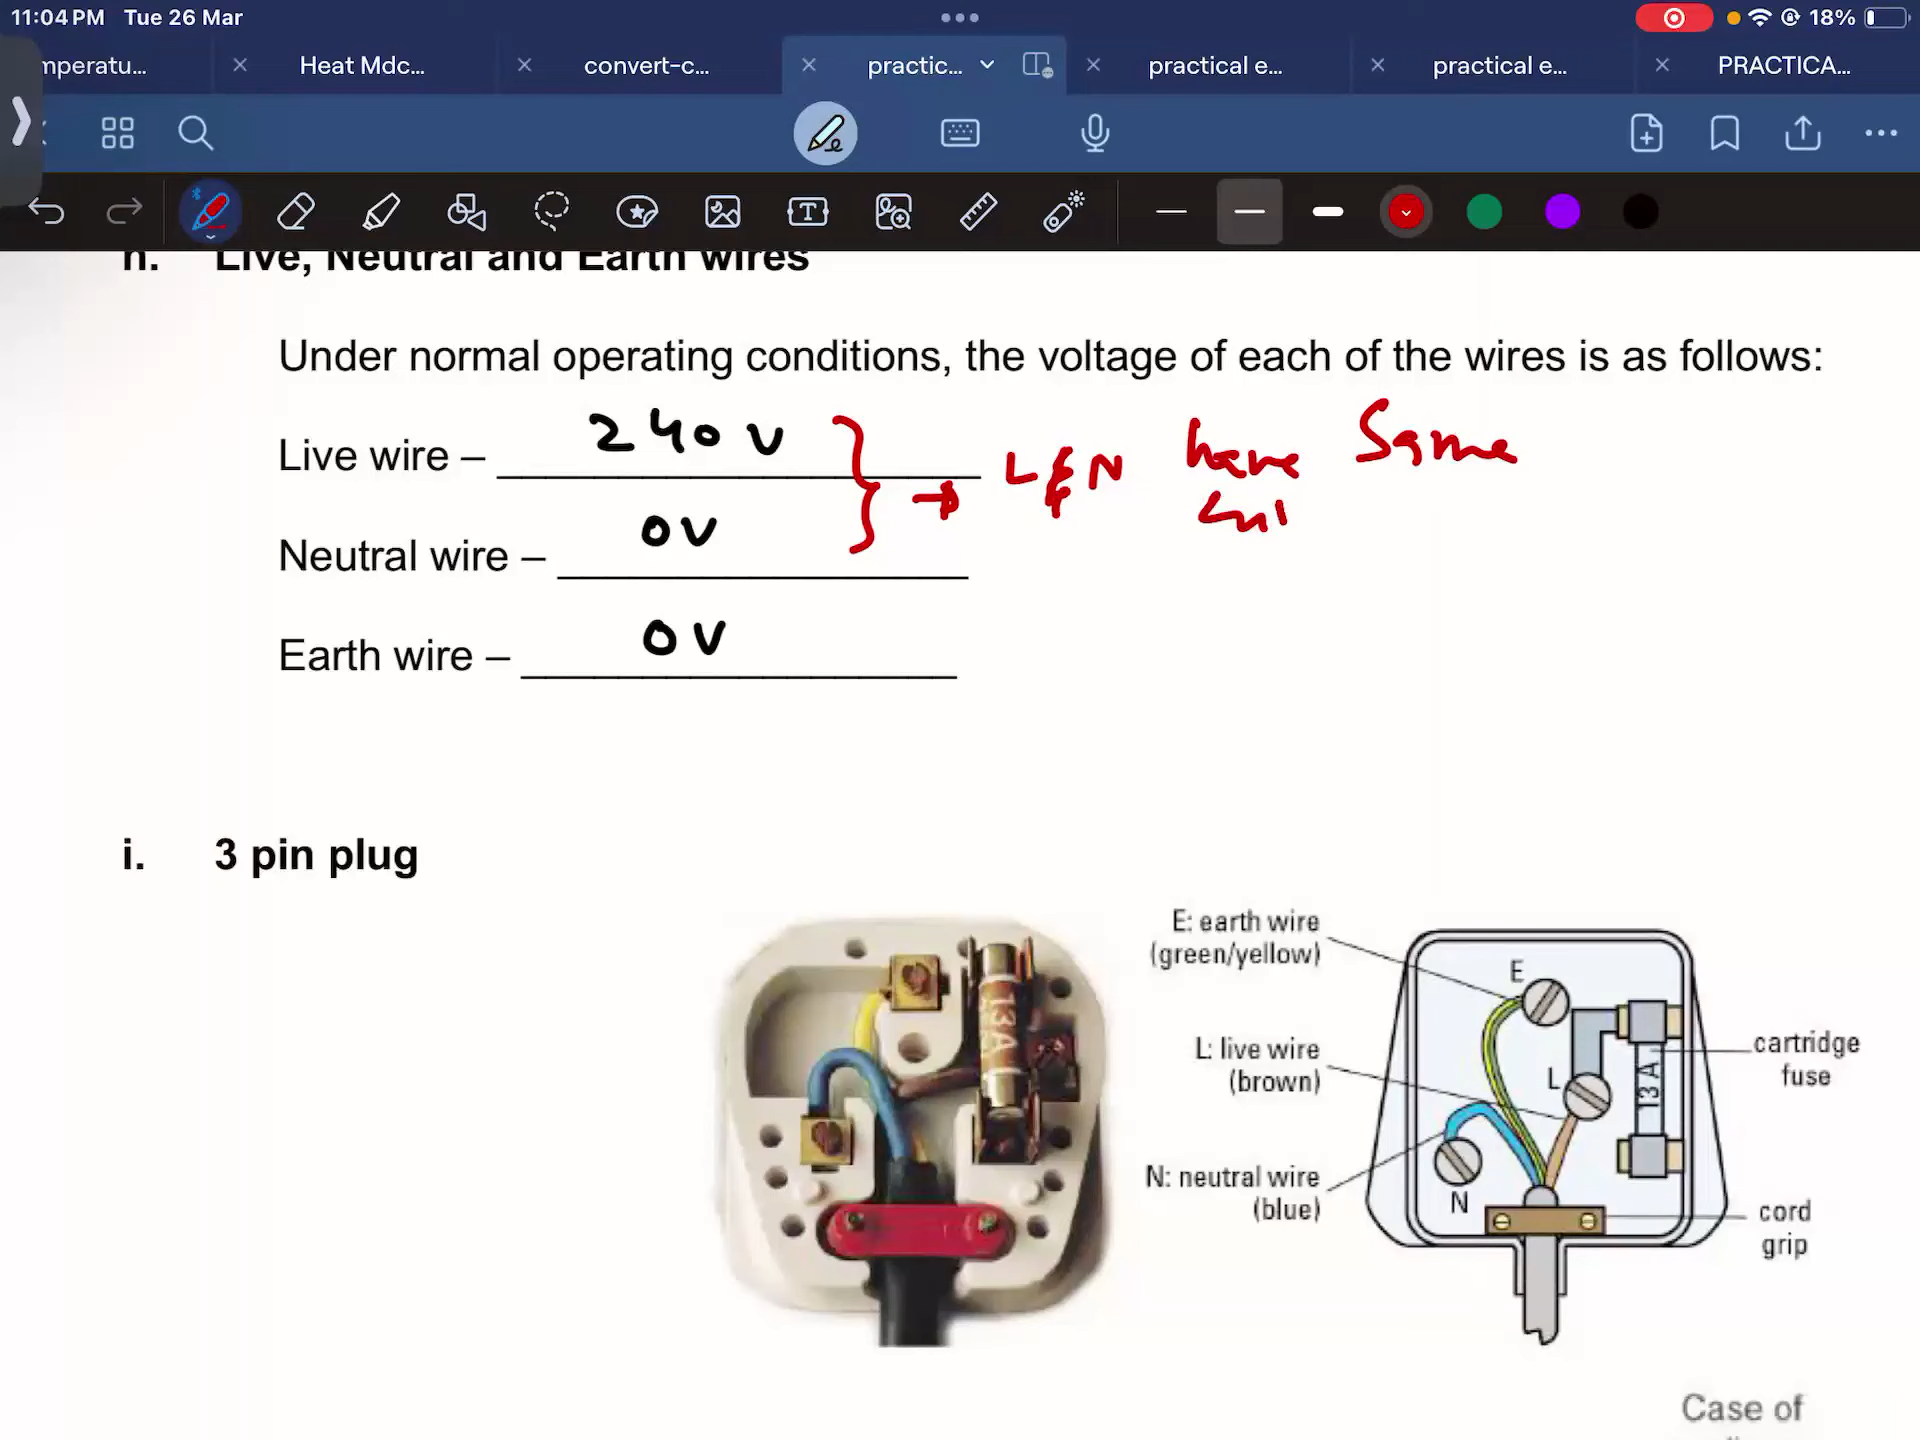 11:04 PM Tue 26 Mar
18%
mperatu...
Heat Mdc...
convert-c...
practic...
practical e...
practical e...
PRACTICA...
h. Live, Neutral and Earth wires
Under normal operating conditions, the voltage of each of the wires is as follows:
Live wire – 240 V
L & N have same
Neutral wire – 0V
Earth wire – 0V
i. 3 pin plug
13A
E: earth wire
(green/yellow)
E
L: live wire
(brown)
L
13A
cartridge
fuse
N: neutral wire
(blue)
N
cord
grip
Case of